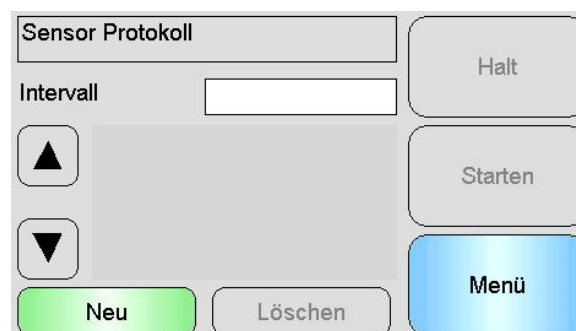 Sensor Protokoll
Halt
Intervall
Starten
Menü
Neu
Löschen